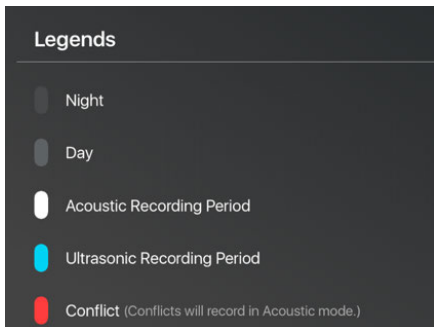 Legends
Night
Day
Acoustic Recording Period
Ultrasonic Recording Period
Conflict (Conflicts will record in Acoustic mode.)